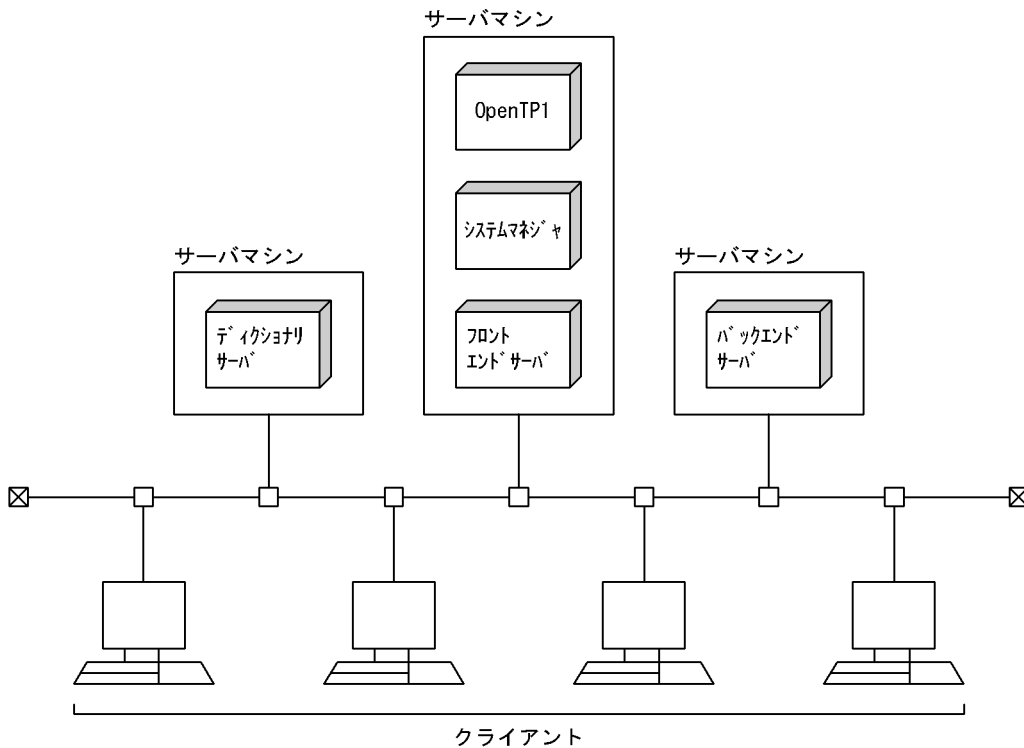 サーバマシン
OpenTP1
ｼｽﾃﾑﾏﾈｼﾞｬ
ﾌﾛﾝﾄ
ｴﾝﾄﾞｻｰﾊﾞ
サーバマシン
ﾃﾞｨｸｼｮﾅﾘ
ｻｰﾊﾞ
サーバマシン
ﾊﾞｯｸｴﾝﾄﾞ
ｻｰﾊﾞ
クライアント